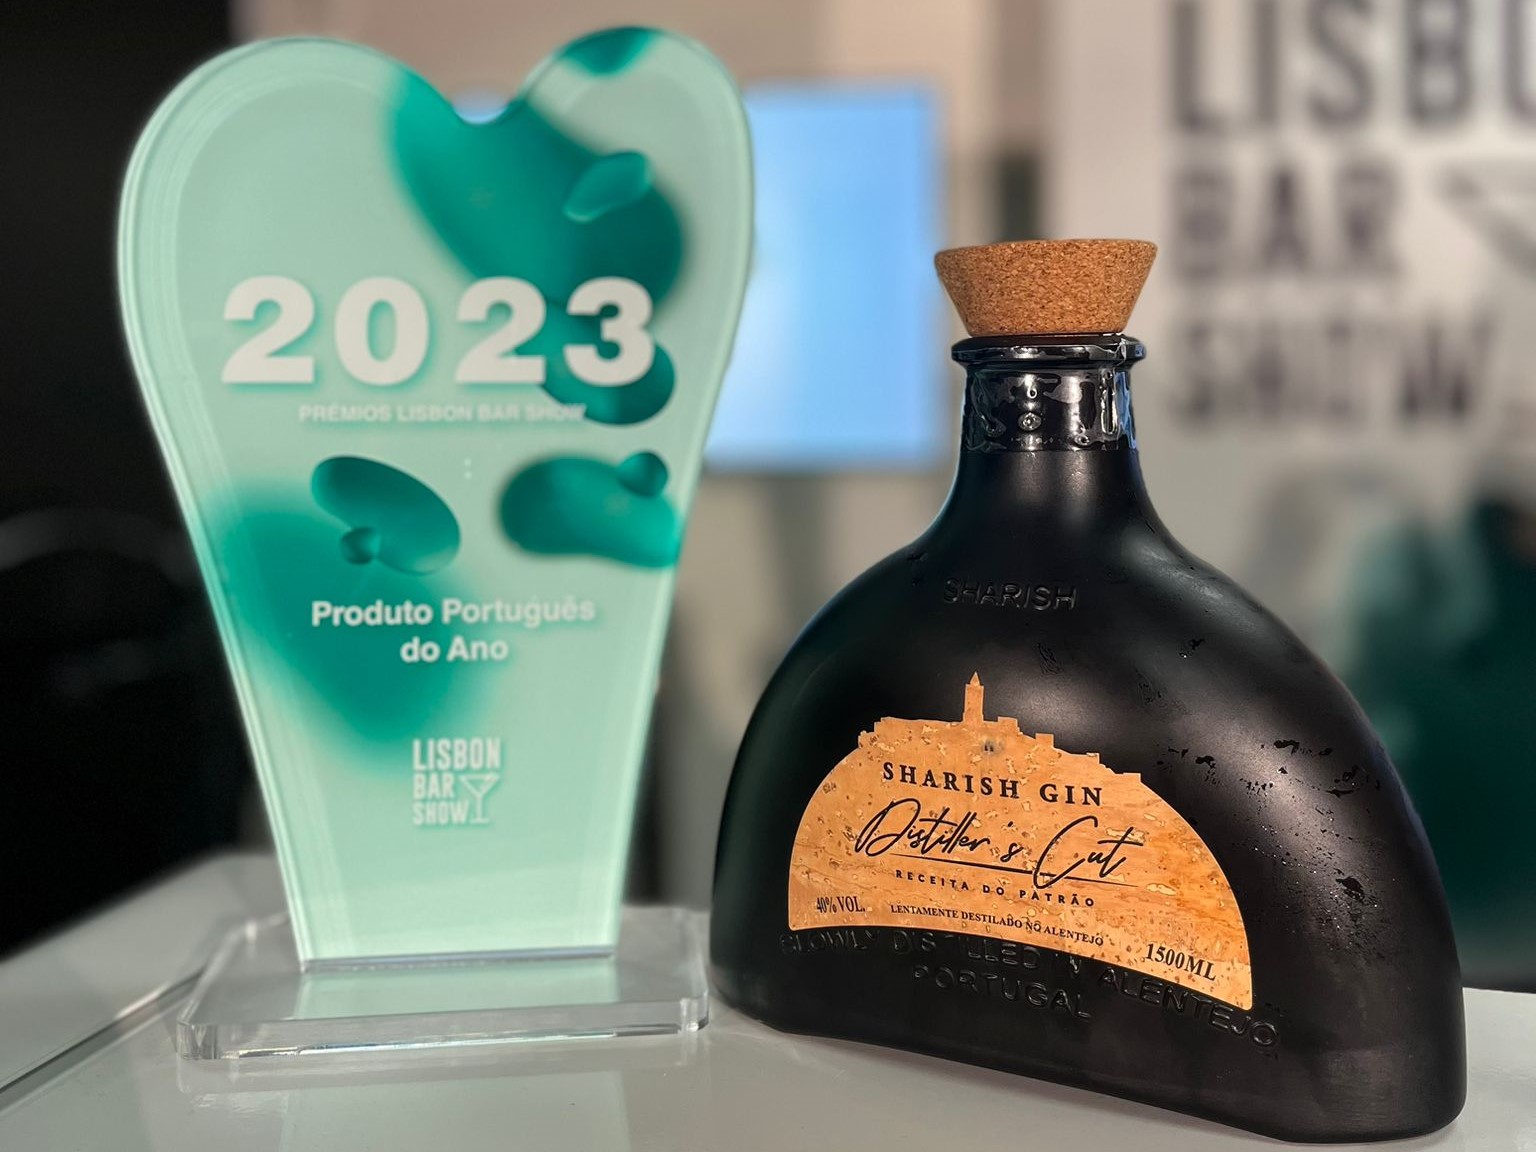 2023
PRÉMIOS LISBON BAR SHOW
Produto Português
do Ano
LISBON
BAR
SHOW
LISBO
BAR
SHOW
SHARISH
SHARISH GIN
Distiller's Cut
RECEITA DO PATRÃO
40% VOL.
LENTAMENTE DESTILADO NO ALENTEJO
1500ML
SLOWLY DISTILLED IN ALENTEJO
PORTUGAL